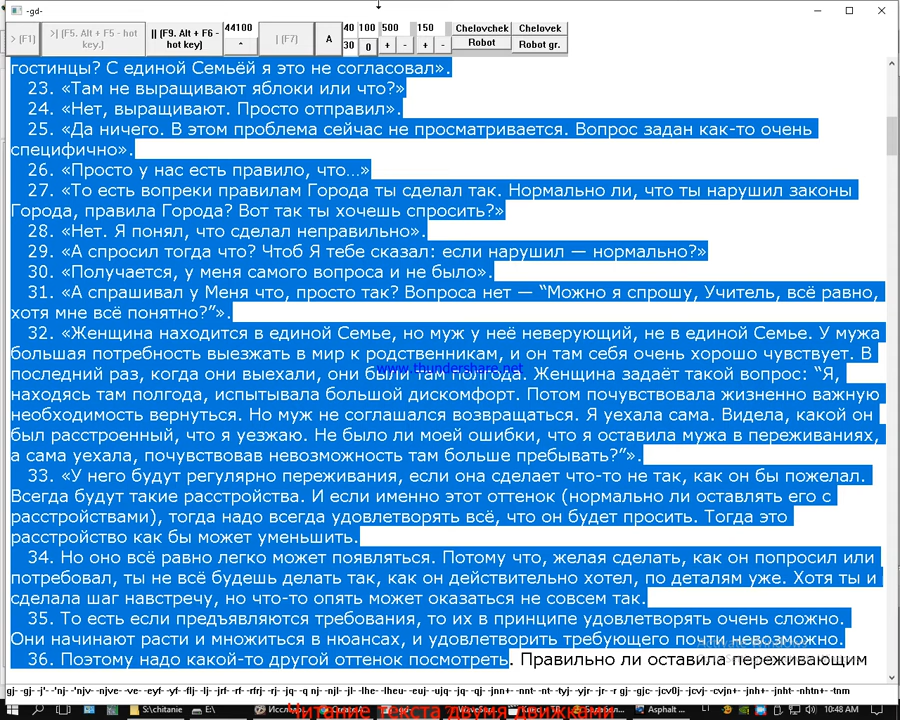 -gd-
> [F1]
>| [F5. Alt + F5 - hot key.]
|| (F9. Alt + F6 - hot key)
44100
^
| [F7]
A
40 100 500 150
30 0 + - + -
Chelovchek Chelovek
Robot Robot gr.
гостинцы? С единой Семьёй я это не согласовал».
23. «Там не выращивают яблоки или что?»
24. «Нет, выращивают. Просто отправил».
25. «Да ничего. В этом проблема сейчас не просматривается. Вопрос задан как-то очень
специфично».
26. «Просто у нас есть правило, что...»
27. «То есть вопреки правилам Города ты сделал так. Нормально ли, что ты нарушил законы
Города, правила Города? Вот так ты хочешь спросить?»
28. «Нет. Я понял, что сделал неправильно».
29. «А спросил тогда что? Чтоб Я тебе сказал: если нарушил — нормально?»
30. «Получается, у меня самого вопроса и не было».
31. «А спрашивал у Меня что, просто так? Вопроса нет — “Можно я спрошу, Учитель, всё равно,
хотя мне всё понятно?”».
32. «Женщина находится в единой Семье, но муж у неё неверующий, не в единой Семье. У мужа
большая потребность выезжать в мир к родственникам, и он там себя очень хорошо чувствует. В
последний раз, когда они выехали, они были там полгода. Женщина задаёт такой вопрос: “Я,
www.thundershare.net
находясь там полгода, испытывала большой дискомфорт. Потом почувствовала жизненно важную
необходимость вернуться. Но муж не соглашался возвращаться. Я уехала сама. Видела, какой он
был расстроенный, что я уезжаю. Не было ли моей ошибки, что я оставила мужа в переживаниях,
а сама уехала, почувствовав невозможность там больше пребывать?”».
33. «У него будут регулярно переживания, если она сделает что-то не так, как он бы пожелал.
Всегда будут такие расстройства. И если именно этот оттенок (нормально ли оставлять его с
расстройствами), тогда надо всегда удовлетворять всё, что он будет просить. Тогда это
расстройство как бы может уменьшить.
34. Но оно всё равно легко может появляться. Потому что, желая сделать, как он попросил или
потребовал, ты не всё будешь делать так, как он действительно хотел, по деталям уже. Хотя ты и
сделала шаг навстречу, но что-то опять может оказаться не совсем так.
35. То есть если предъявляются требования, то их в принципе удовлетворять очень сложно.
Они начинают расти и множиться в нюансах, и удовлетворить требующего почти невозможно.
36. Поэтому надо какой-то другой оттенок посмотреть. Правильно ли оставила переживающим
Читание текста двумя движками
S:\chitanie
E:\
Asphalt ...
10:48 AM